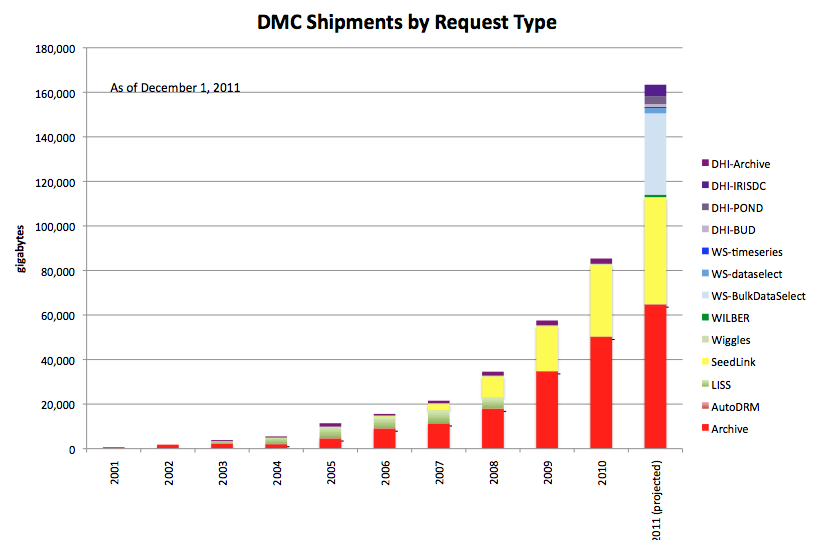 DMC Shipments by Request Type
180,000
As of December 1, 2011
160,000
140,000
120,000
100,000
80,000
60,000
40,000
20,000
0
gigabytes
2001
2002
2003
2004
2005
2006
2007
2008
2009
2010
2011 (projected)
DHI-Archive
DHI-IRISDC
DHI-POND
DHI-BUD
WS-timeseries
WS-dataselect
WS-BulkDataSelect
WILBER
Wiggles
SeedLink
LISS
AutoDRM
Archive